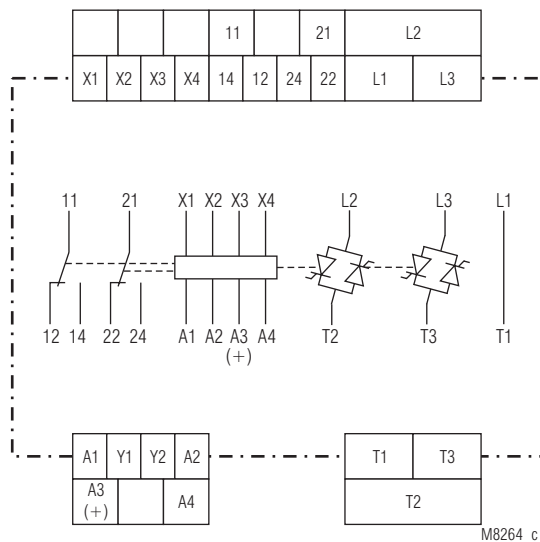 11 21 L2
X1 X2 X3 X4 14 12 24 22 L1 L3
11 21 X1 X2 X3 X4 L2 L3 L1
12 14 22 24 A1 A2 A3 A4 T2 T3 T1
(+)
A1 Y1 Y2 A2 T1 T3
A3 A4 T2
(+)
M8264_c